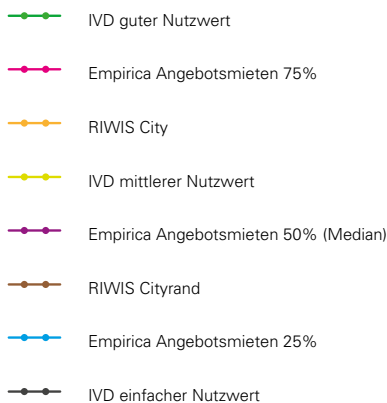 IVD guter Nutzwert
Empirica Angebotsmieten 75%
RIWIS City
IVD mittlerer Nutzwert
Empirica Angebotsmieten 50% (Median)
RIWIS Cityrand
Empirica Angebotsmieten 25%
IVD einfacher Nutzwert